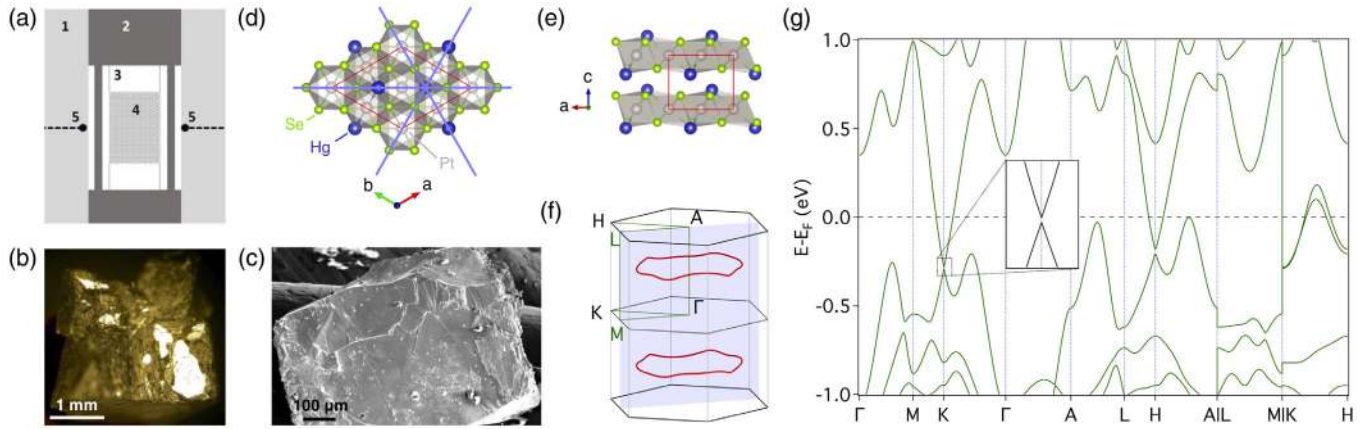 (a)
1
2
3
4
5
5
(b)
1 mm
(c)
100 μm
(d)
Se
Hg
Pt
b
a
(e)
c
a
(f)
H
A
L
K
Γ
M
(g)
E-E_F (eV)
1.0
0.5
0.0
-0.5
-1.0
Γ M K Γ A L H A|L M|K H